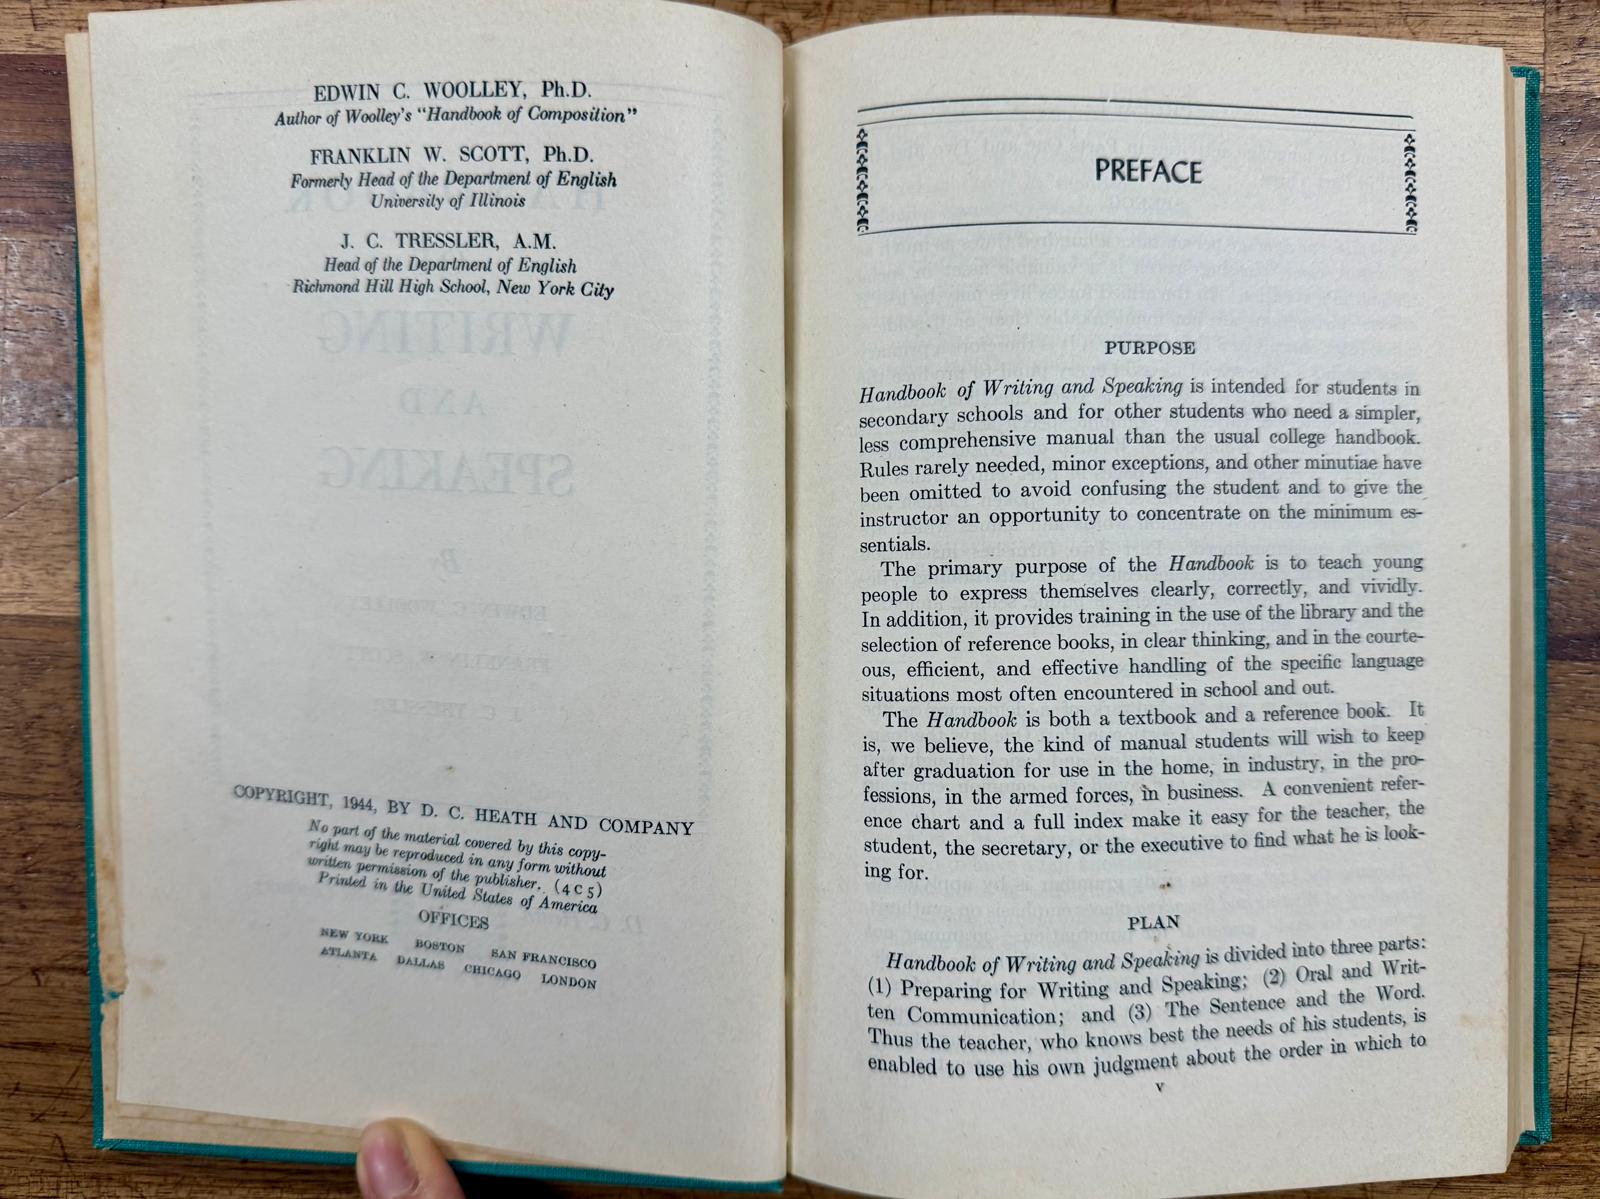 EDWIN C. WOOLLEY, Ph.D.
Author of Woolley's "Handbook of Composition"
FRANKLIN W. SCOTT, Ph.D.
Formerly Head of the Department of English
University of Illinois
J. C. TRESSLER, A.M.
Head of the Department of English
Richmond Hill High School, New York City
COPYRIGHT, 1944, BY D. C. HEATH AND COMPANY
No part of the material covered by this copy-
right may be reproduced in any form without
written permission of the publisher. (4 C 5)
Printed in the United States of America
OFFICES
NEW YORK BOSTON SAN FRANCISCO
ATLANTA DALLAS CHICAGO LONDON
PREFACE
PURPOSE
Handbook of Writing and Speaking is intended for students in
secondary schools and for other students who need a simpler,
less comprehensive manual than the usual college handbook.
Rules rarely needed, minor exceptions, and other minutiae have
been omitted to avoid confusing the student and to give the
instructor an opportunity to concentrate on the minimum es-
sentials.
The primary purpose of the Handbook is to teach young
people to express themselves clearly, correctly, and vividly.
In addition, it provides training in the use of the library and the
selection of reference books, in clear thinking, and in the courte-
ous, efficient, and effective handling of the specific language
situations most often encountered in school and out.
The Handbook is both a textbook and a reference book. It
is, we believe, the kind of manual students will wish to keep
after graduation for use in the home, in industry, in the pro-
fessions, in the armed forces, in business. A convenient refer-
ence chart and a full index make it easy for the teacher, the
student, the secretary, or the executive to find what he is look-
ing for.
PLAN
Handbook of Writing and Speaking is divided into three parts:
(1) Preparing for Writing and Speaking; (2) Oral and Writ-
ten Communication; and (3) The Sentence and the Word.
Thus the teacher, who knows best the needs of his students, is
enabled to use his own judgment about the order in which to
v